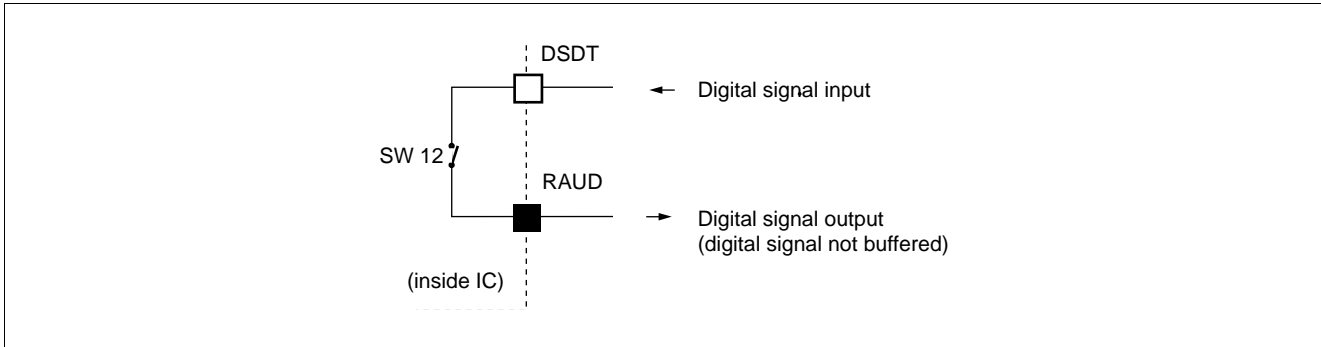 DSDT
Digital signal input
SW 12
RAUD
Digital signal output
(digital signal not buffered)
(inside IC)